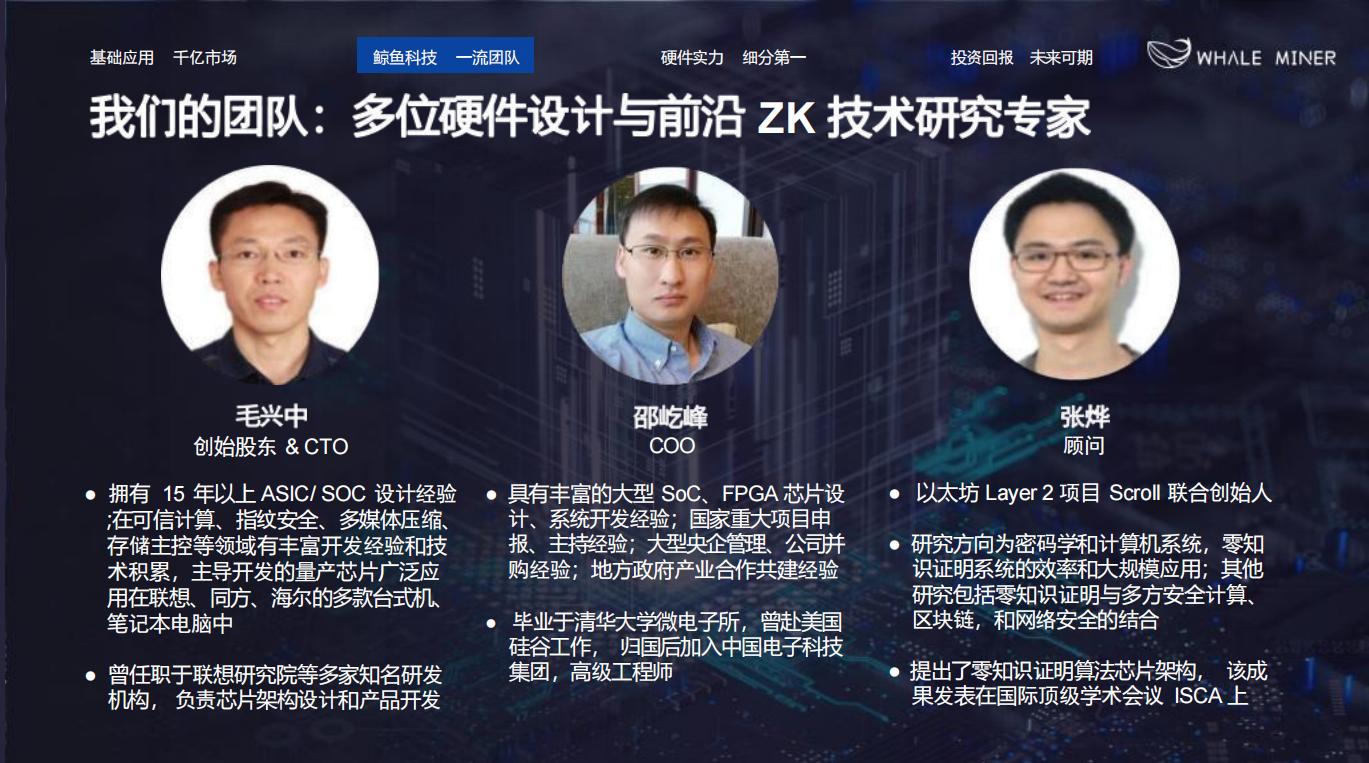 基础应用 千亿市场
鲸鱼科技 一流团队
硬件实力 细分第一
投资回报 未来可期
WHALE MINER
我们的团队：多位硬件设计与前沿 ZK 技术研究专家
毛兴中
创始股东 & CTO
● 拥有 15 年以上 ASIC/ SOC 设计经验
;在可信计算、指纹安全、多媒体压缩、
存储主控等领域有丰富开发经验和技
术积累，主导开发的量产芯片广泛应
用在联想、同方、海尔的多款台式机、
笔记本电脑中
● 曾任职于联想研究院等多家知名研发
机构， 负责芯片架构设计和产品开发
邵屹峰
COO
● 具有丰富的大型 SoC、FPGA 芯片设
计、系统开发经验；国家重大项目申
报、主持经验；大型央企管理、公司并
购经验；地方政府产业合作共建经验
● 毕业于清华大学微电子所，曾赴美国
硅谷工作， 归国后加入中国电子科技
集团，高级工程师
张烨
顾问
● 以太坊 Layer 2 项目 Scroll 联合创始人
● 研究方向为密码学和计算机系统，零知
识证明系统的效率和大规模应用；其他
研究包括零知识证明与多方安全计算、
区块链，和网络安全的结合
● 提出了零知识证明算法芯片架构， 该成
果发表在国际顶级学术会议 ISCA 上